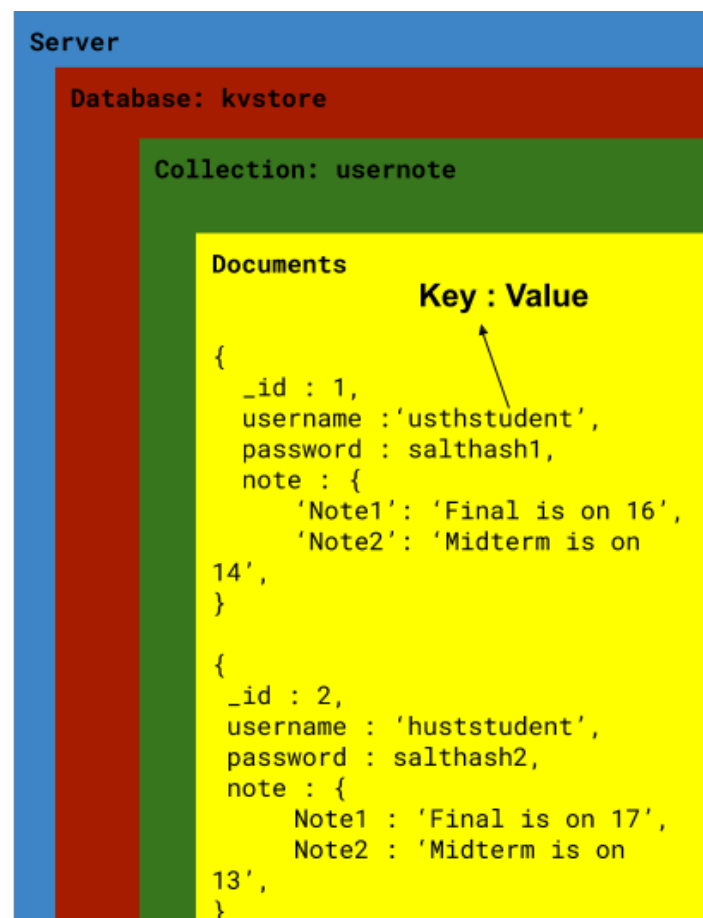 Server
Database: kvstore
Collection: usernote
Documents
Key : Value
{
_id : 1,
username :‘usthstudent’,
password : salthash1,
note : {
‘Note1’: ‘Final is on 16’,
‘Note2’: ‘Midterm is on
14’,
}
{
_id : 2,
username : ‘huststudent’,
password : salthash2,
note : {
Note1 : ‘Final is on 17’,
Note2 : ‘Midterm is on
13’,
}